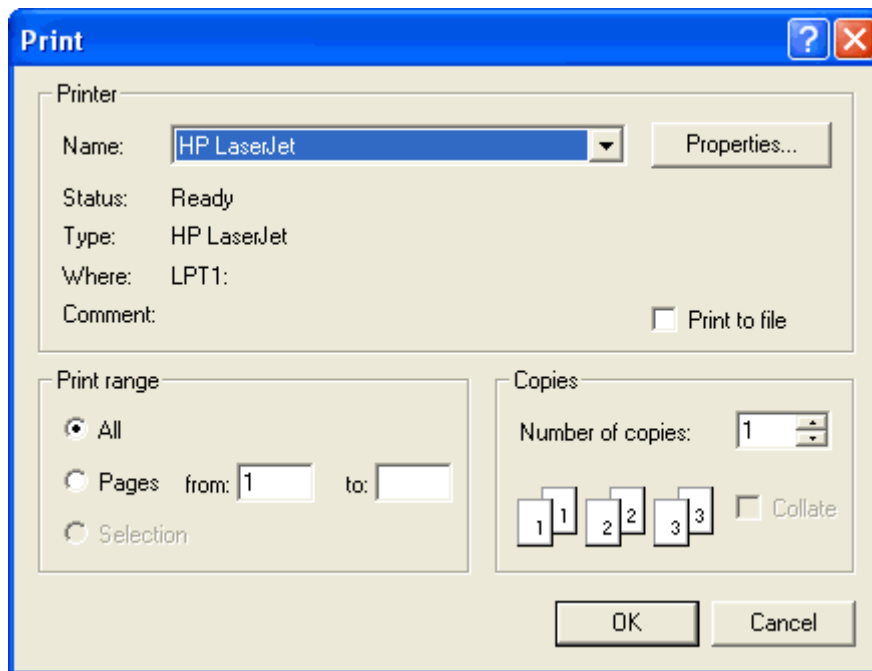 Print
Printer
Name: HP LaserJet Properties...
Status: Ready
Type: HP LaserJet
Where: LPT1:
Comment: Print to file
Print range
All
Pages from: 1 to:
Selection
Copies
Number of copies: 1
1 1 2 2 3 3 Collate
OK Cancel